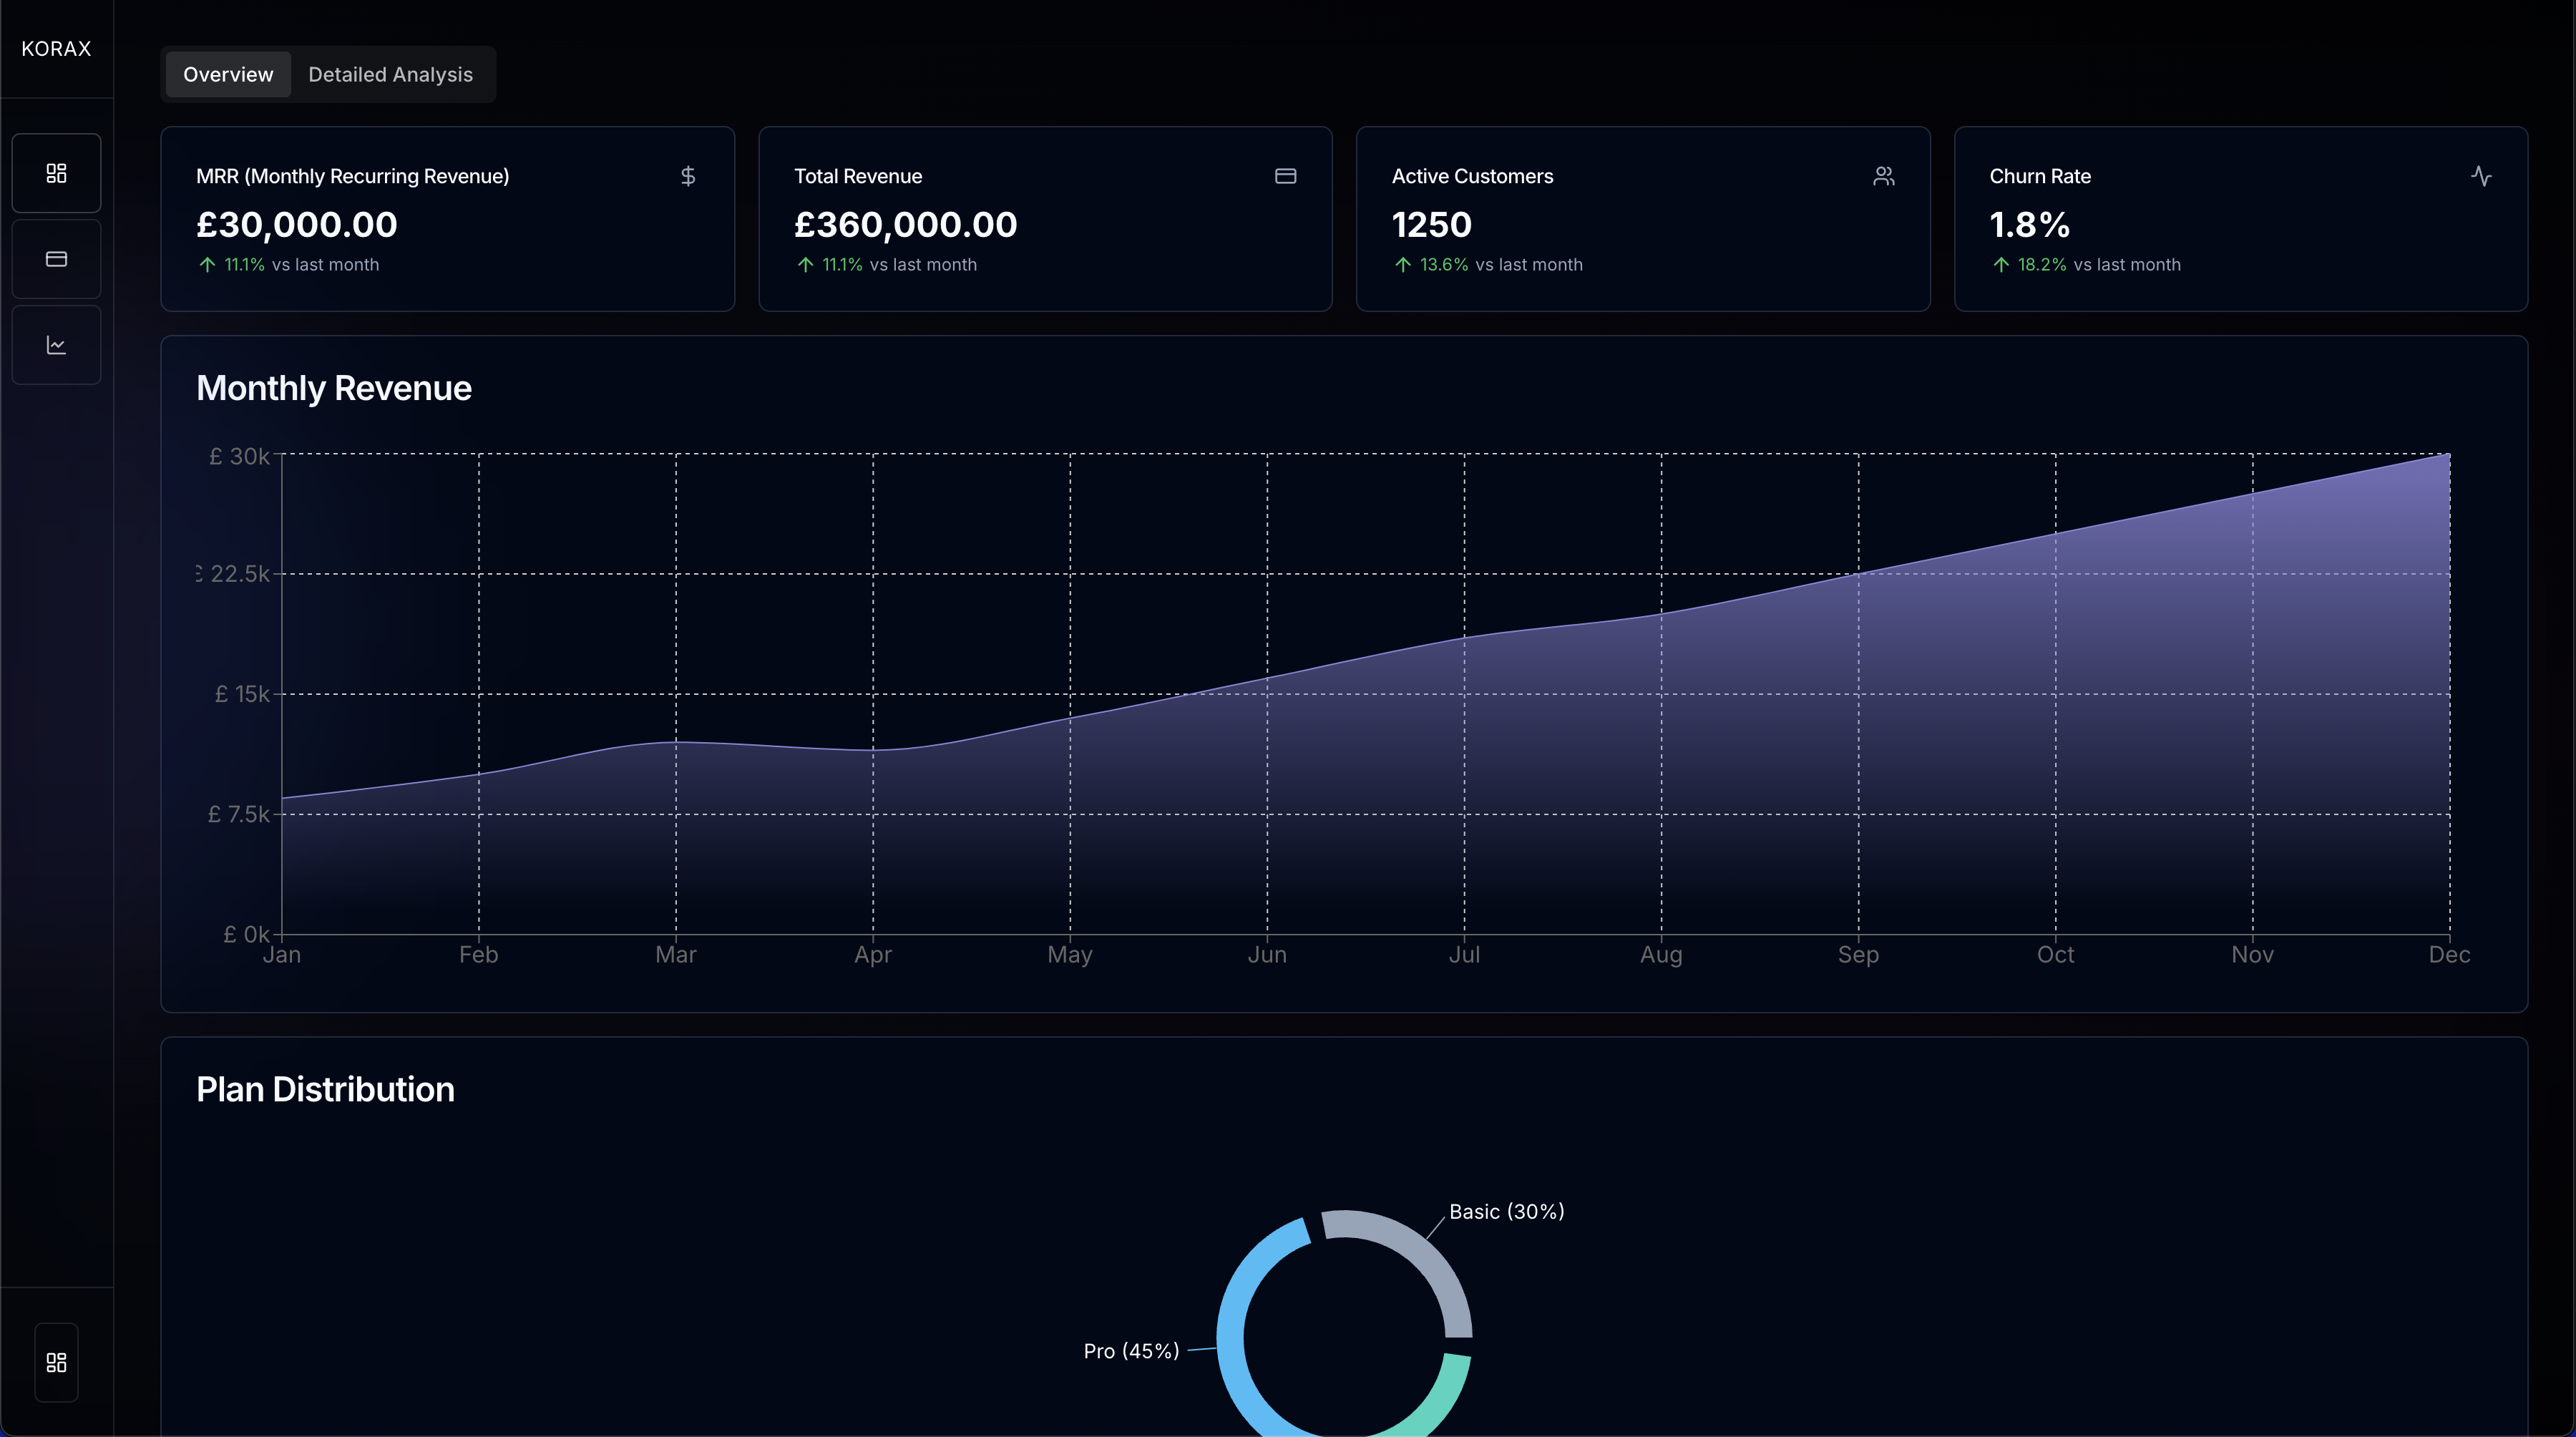 KORAX
Overview
Detailed Analysis
MRR (Monthly Recurring Revenue)
£30,000.00
11.1% vs last month
Total Revenue
£360,000.00
11.1% vs last month
Active Customers
1250
13.6% vs last month
Churn Rate
1.8%
18.2% vs last month
Monthly Revenue
£ 30k
£ 22.5k
£ 15k
£ 7.5k
£ 0k
Jan Feb Mar Apr May Jun Jul Aug Sep Oct Nov Dec
Plan Distribution
Basic (30%)
Pro (45%)